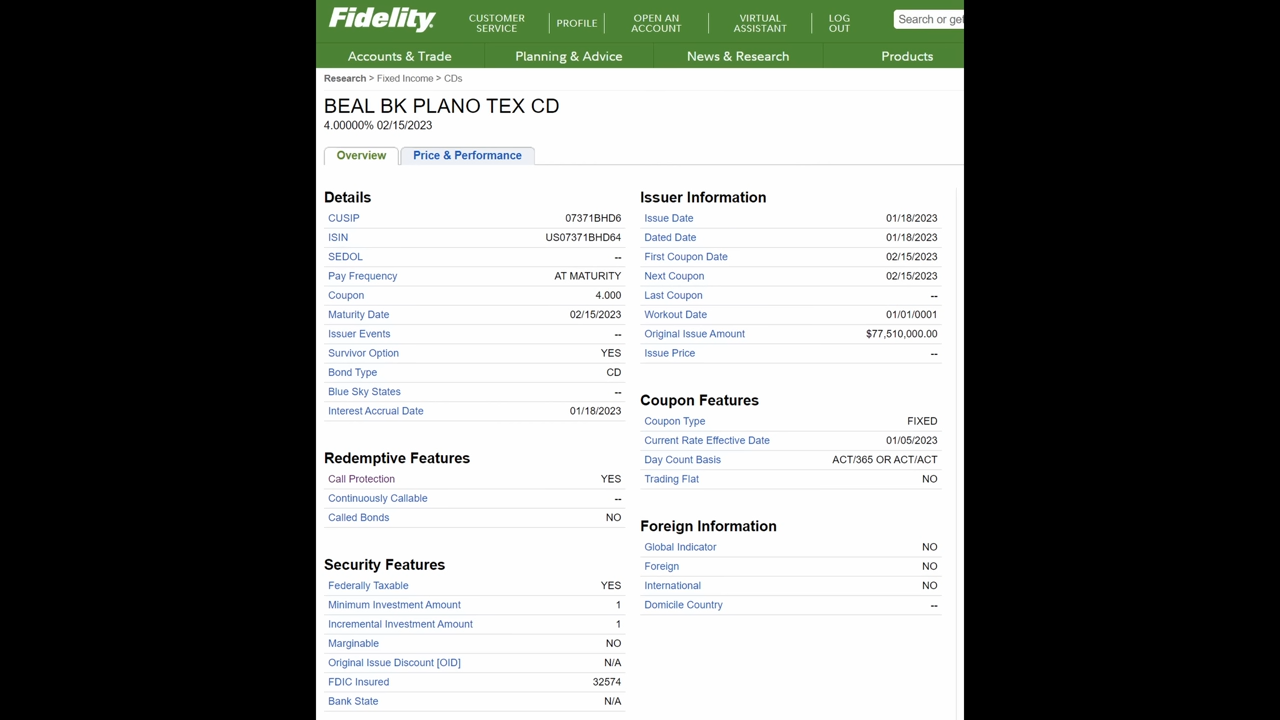 Fidelity
CUSTOMER SERVICE
PROFILE
OPEN AN ACCOUNT
VIRTUAL ASSISTANT
LOG OUT
Search or get
Accounts & Trade
Planning & Advice
News & Research
Products
Research > Fixed Income > CDs
BEAL BK PLANO TEX CD
4.00000% 02/15/2023
Overview
Price & Performance
Details
CUSIP 07371BHD6
ISIN US07371BHD64
SEDOL --
Pay Frequency AT MATURITY
Coupon 4.000
Maturity Date 02/15/2023
Issuer Events --
Survivor Option YES
Bond Type CD
Blue Sky States --
Interest Accrual Date 01/18/2023
Redemptive Features
Call Protection YES
Continuously Callable --
Called Bonds NO
Security Features
Federally Taxable YES
Minimum Investment Amount 1
Incremental Investment Amount 1
Marginable NO
Original Issue Discount [OID] N/A
FDIC Insured 32574
Bank State N/A
Issuer Information
Issue Date 01/18/2023
Dated Date 01/18/2023
First Coupon Date 02/15/2023
Next Coupon 02/15/2023
Last Coupon --
Workout Date 01/01/0001
Original Issue Amount $77,510,000.00
Issue Price --
Coupon Features
Coupon Type FIXED
Current Rate Effective Date 01/05/2023
Day Count Basis ACT/365 OR ACT/ACT
Trading Flat NO
Foreign Information
Global Indicator NO
Foreign NO
International NO
Domicile Country --